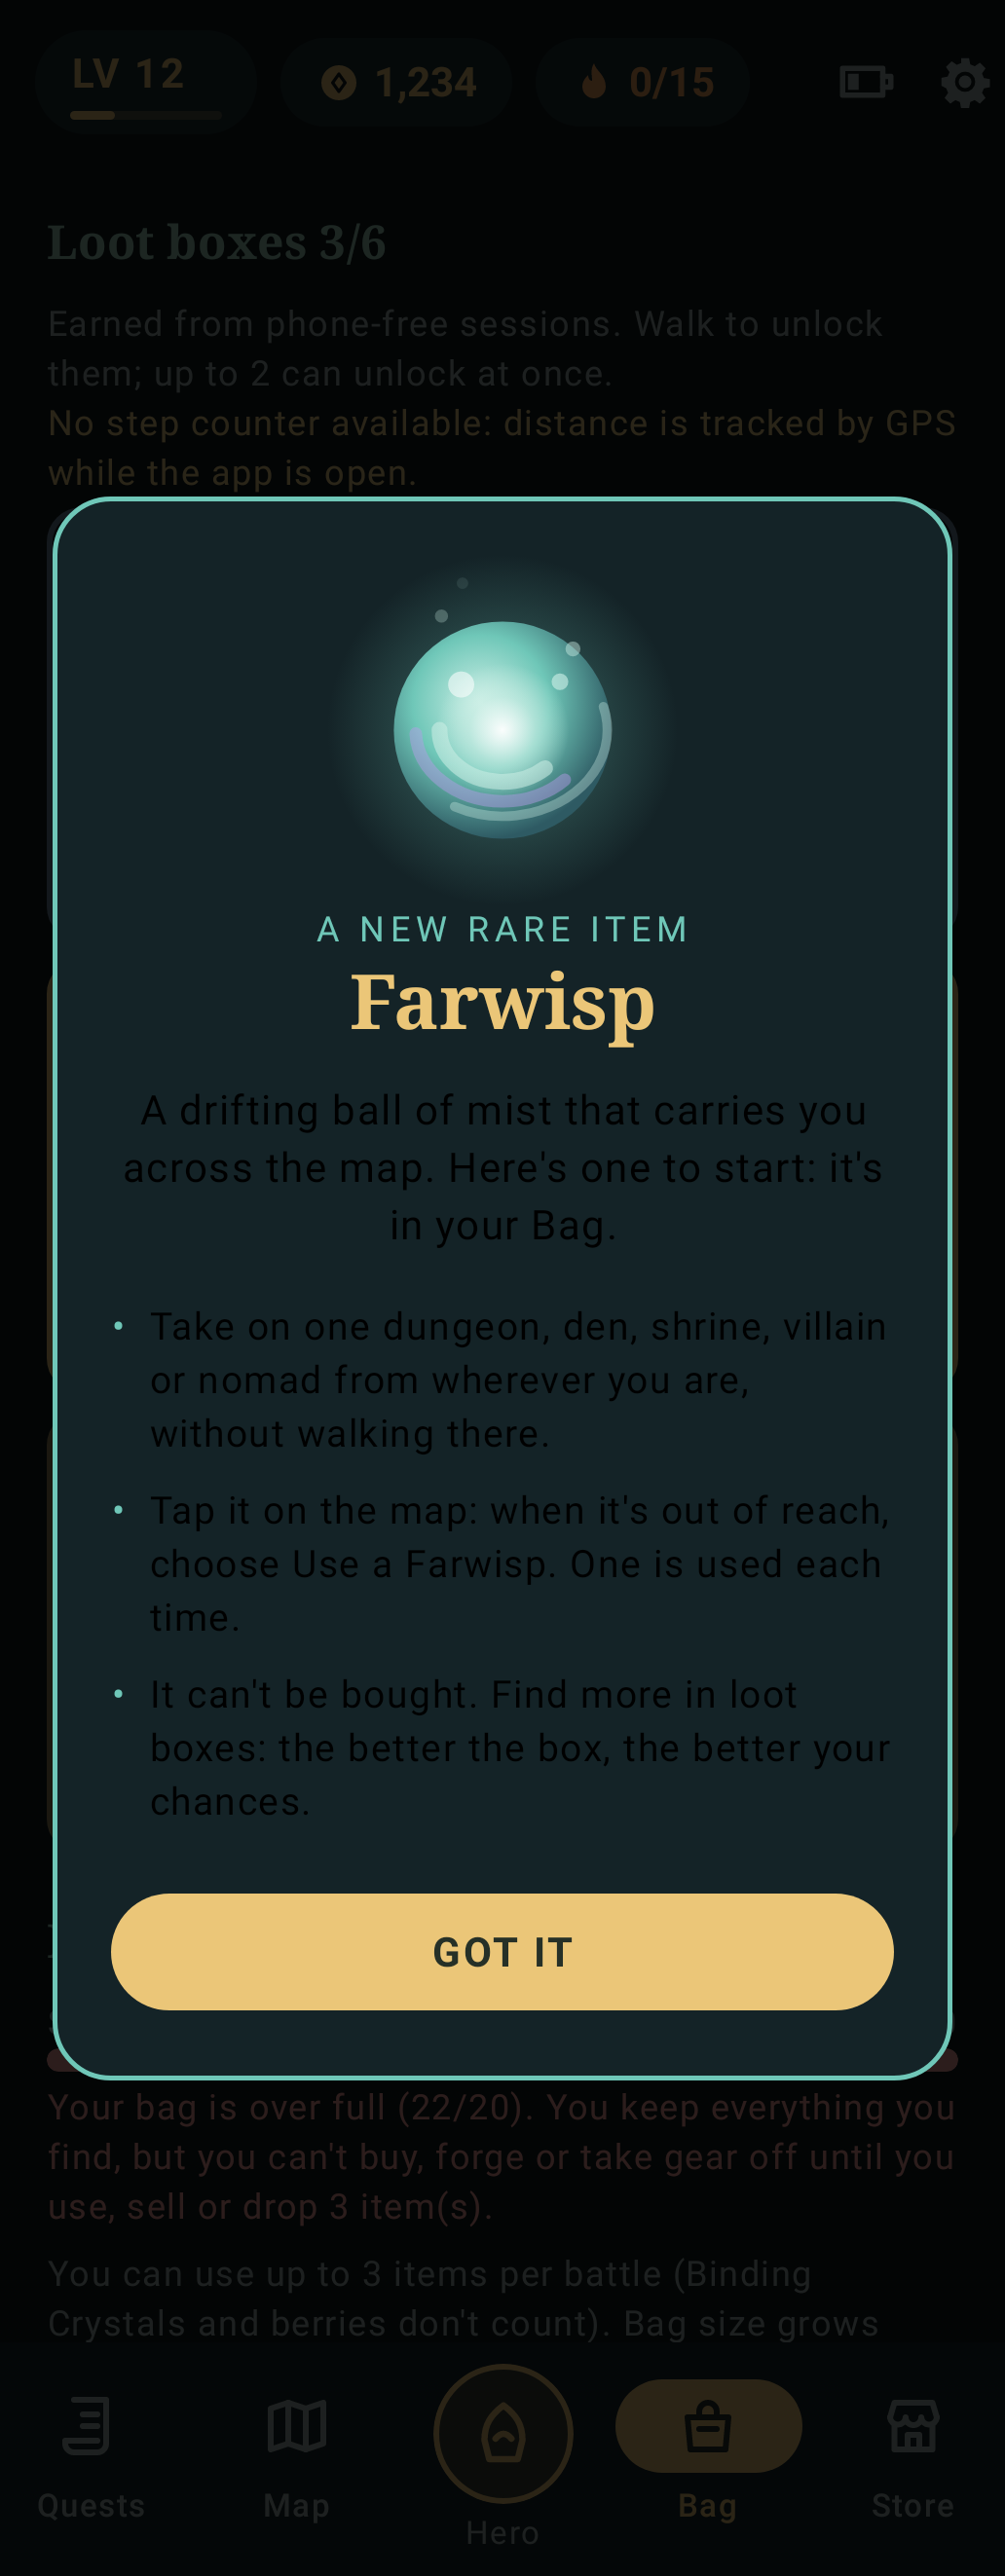 LV 12
1,234
0/15
Loot boxes 3/6
Earned from phone-free sessions. Walk to unlock
them; up to 2 can unlock at once.
No step counter available: distance is tracked by GPS
while the app is open.
A NEW RARE ITEM
Farwisp
A drifting ball of mist that carries you
across the map. Here's one to start: it's
in your Bag.
• Take on one dungeon, den, shrine, villain
or nomad from wherever you are,
without walking there.
• Tap it on the map: when it's out of reach,
choose Use a Farwisp. One is used each
time.
• It can't be bought. Find more in loot
boxes: the better the box, the better your
chances.
GOT IT
Your bag is over full (22/20). You keep everything you
find, but you can't buy, forge or take gear off until you
use, sell or drop 3 item(s).
You can use up to 3 items per battle (Binding
Crystals and berries don't count). Bag size grows
Quests
Map
Hero
Bag
Store